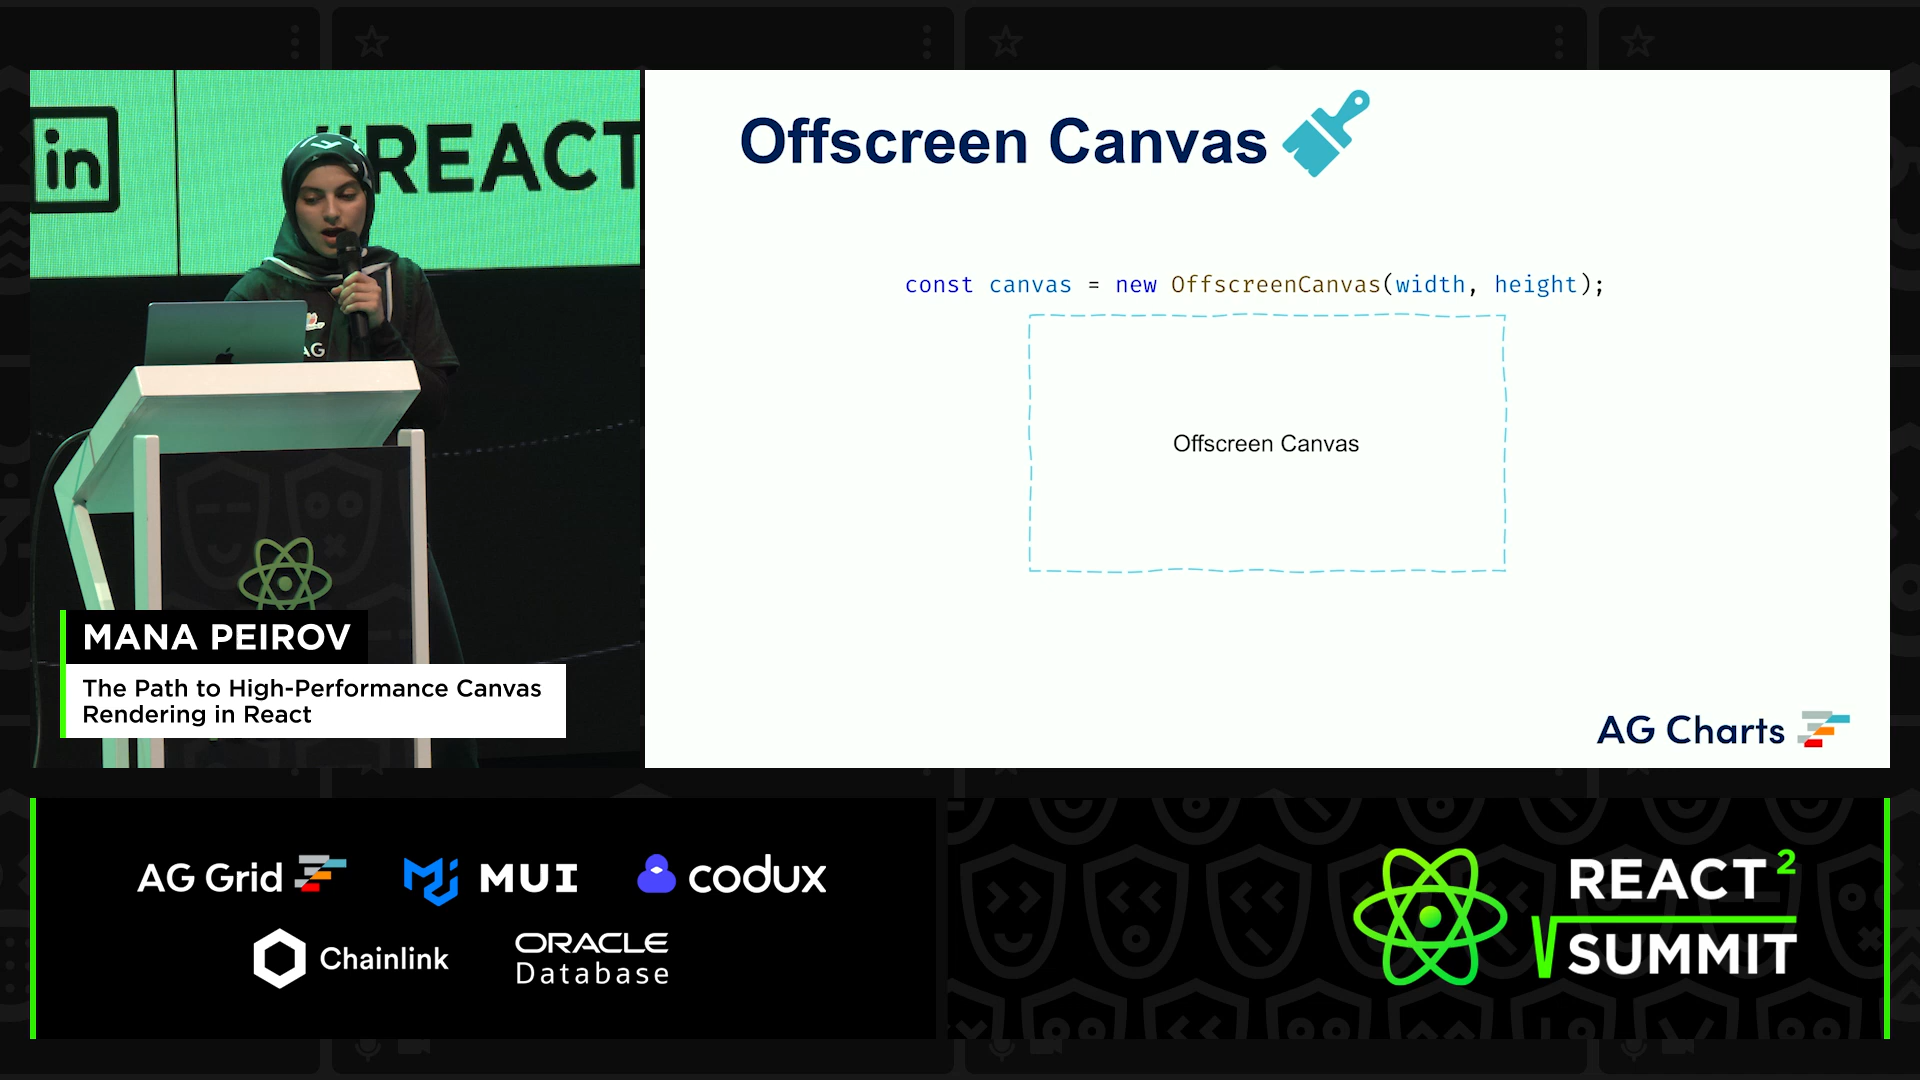 in
#REACT
AG
MANA PEIROV
The Path to High-Performance Canvas
Rendering in React
Offscreen Canvas
const canvas = new OffscreenCanvas(width, height);
Offscreen Canvas
AG Charts
AG Grid
MUI
codux
Chainlink
ORACLE
Database
REACT 2
SUMMIT